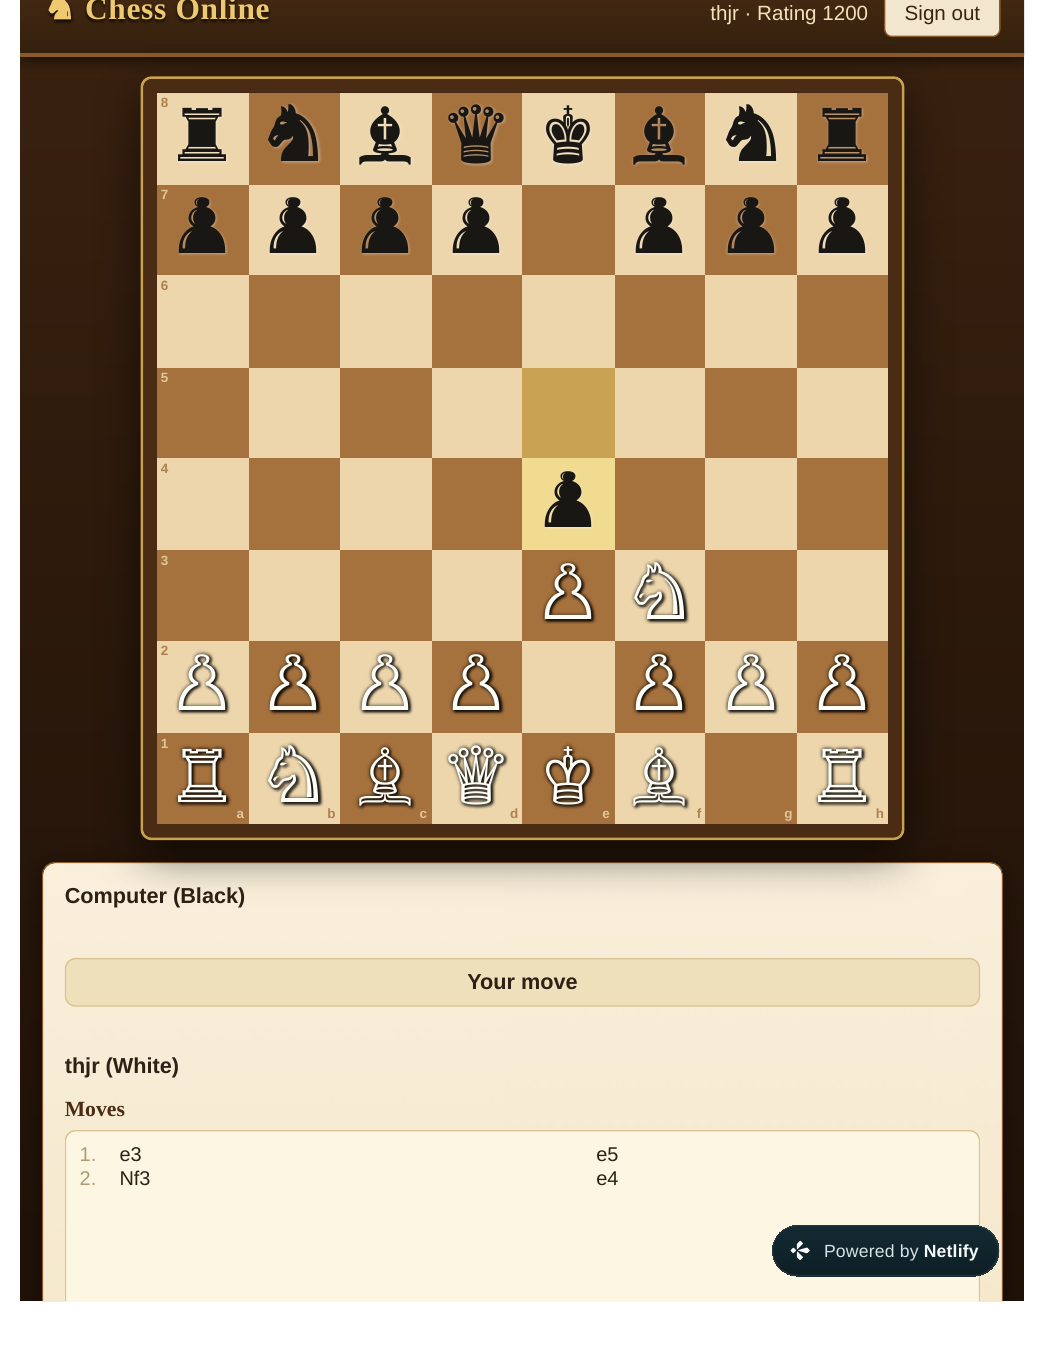 Chess Online
thjr · Rating 1200
Sign out
8
7
6
5
4
3
2
1
a b c d e f g h
Computer (Black)
Your move
thjr (White)
Moves
1. e3 e5
2. Nf3 e4
Powered by Netlify